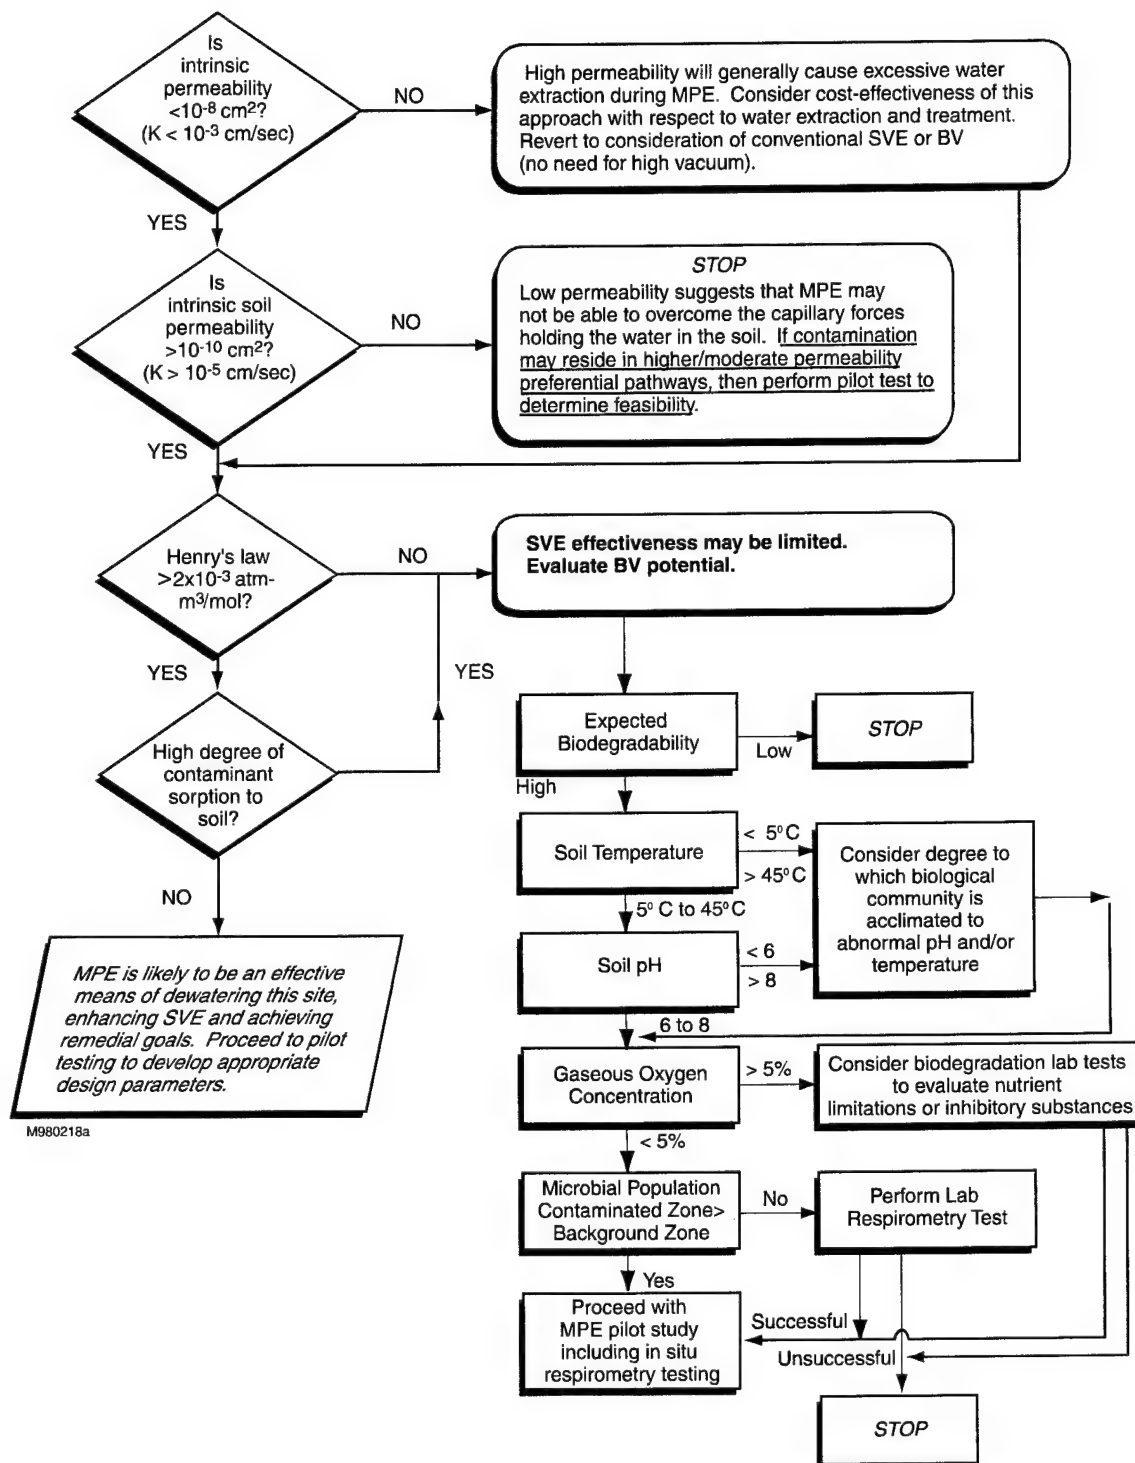 Is
intrinsic
permeability
<10-8 cm2?
(K < 10-3 cm/sec)
NO
High permeability will generally cause excessive water
extraction during MPE. Consider cost-effectiveness of this
approach with respect to water extraction and treatment.
Revert to consideration of conventional SVE or BV
(no need for high vacuum).
YES
Is
intrinsic soil
permeability
>10-10 cm2?
(K > 10-5 cm/sec)
NO
STOP
Low permeability suggests that MPE may
not be able to overcome the capillary forces
holding the water in the soil. If contamination
may reside in higher/moderate permeability
preferential pathways, then perform pilot test to
determine feasibility.
YES
Henry's law
>2x10-3 atm-
m3/mol?
NO
SVE effectiveness may be limited.
Evaluate BV potential.
YES
YES
High degree of
contaminant
sorption to
soil?
NO
MPE is likely to be an effective
means of dewatering this site,
enhancing SVE and achieving
remedial goals. Proceed to pilot
testing to develop appropriate
design parameters.
M980218a
Expected
Biodegradability
Low
STOP
High
Soil Temperature
< 5°C
> 45°C
Consider degree to
which biological
community is
acclimated to
abnormal pH and/or
temperature
5° C to 45°C
Soil pH
< 6
> 8
6 to 8
Gaseous Oxygen
Concentration
> 5%
Consider biodegradation lab tests
to evaluate nutrient
limitations or inhibitory substances
< 5%
Microbial Population
Contaminated Zone>
Background Zone
No
Perform Lab
Respirometry Test
Yes
Proceed with
MPE pilot study
including in situ
respirometry testing
Successful
Unsuccessful
STOP